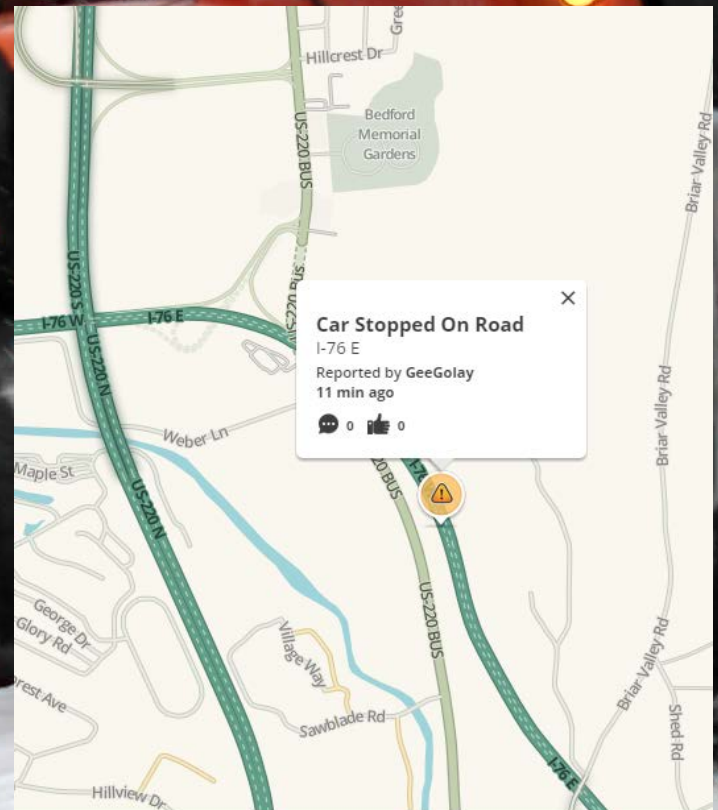 Gree
Hillcrest Dr
US-220 BUS
Bedford
Memorial
Gardens
Briar Valley Rd
US-220 S
I-76 W
I-76 E
US-220 N
Car Stopped On Road
I-76 E
Reported by GeeGolay
11 min ago
0 0
Briar Valley Rd
Weber Ln
Maple St
20 BUS
I-76
US-220 N
US-220 BUS
George Dr
Glory Rd
Village Way
Briar Valley Rd
rest Ave
Sawblade Rd
Shed Rd
I-76 E
Hillview Dr